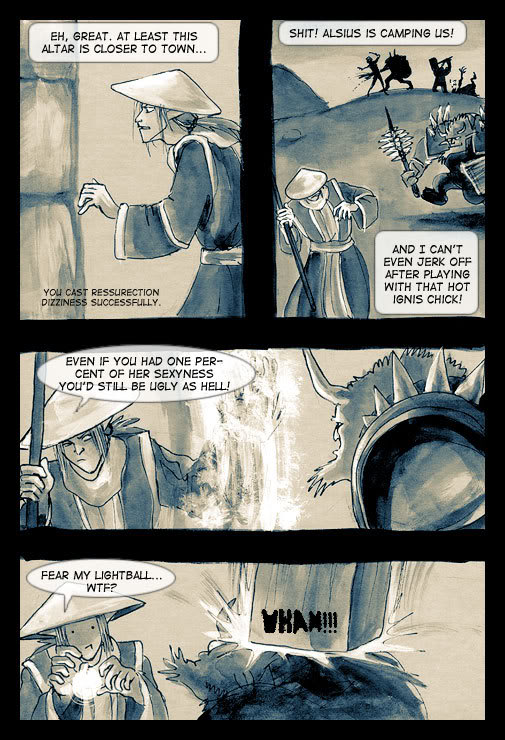 EH, GREAT. AT LEAST THIS
ALTAR IS CLOSER TO TOWN...
YOU CAST RESSURECTION
DIZZINESS SUCCESSFULLY.
SHIT! ALSIUS IS CAMPING US!
AND I CAN'T
EVEN JERK OFF
AFTER PLAYING
WITH THAT HOT
IGNIS CHICK!
EVEN IF YOU HAD ONE PER-
CENT OF HER SEXYNESS
YOU'D STILL BE UGLY AS HELL!
FEAR MY LIGHTBALL...
WTF?
WHAM!!!